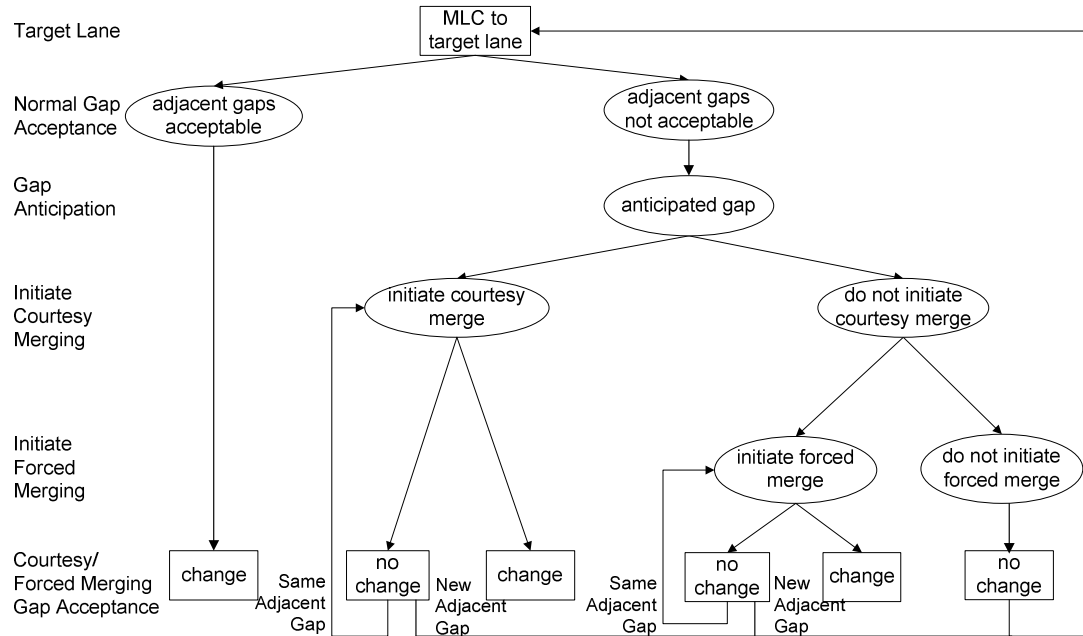 Target Lane
MLC to
target lane
Normal Gap
Acceptance
adjacent gaps
acceptable
adjacent gaps
not acceptable
Gap
Anticipation
anticipated gap
Initiate
Courtesy
Merging
initiate courtesy
merge
do not initiate
courtesy merge
Initiate
Forced
Merging
initiate forced
merge
do not initiate
forced merge
Courtesy/
Forced Merging
Gap Acceptance
change
Same
Adjacent
Gap
no
change
New
Adjacent
Gap
change
Same
Adjacent
Gap
no
change
New
Adjacent
Gap
change
no
change